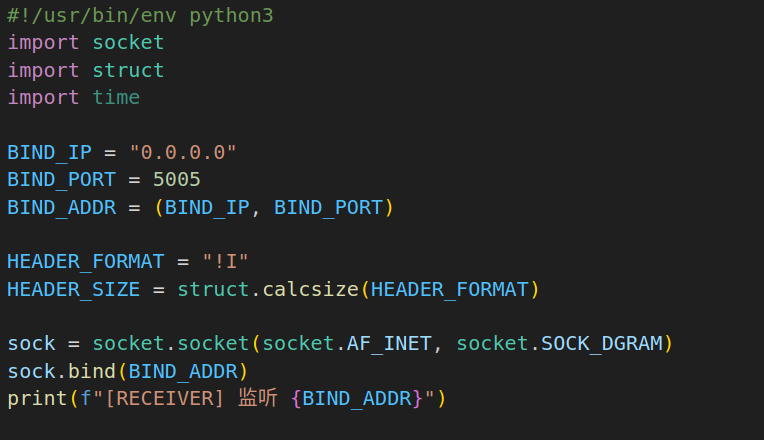 #!/usr/bin/env python3
import socket
import struct
import time
BIND_IP = "0.0.0.0"
BIND_PORT = 5005
BIND_ADDR = (BIND_IP, BIND_PORT)
HEADER_FORMAT = "!I"
HEADER_SIZE = struct.calcsize(HEADER_FORMAT)
sock = socket.socket(socket.AF_INET, socket.SOCK_DGRAM)
sock.bind(BIND_ADDR)
print(f"[RECEIVER] 监听 {BIND_ADDR}")